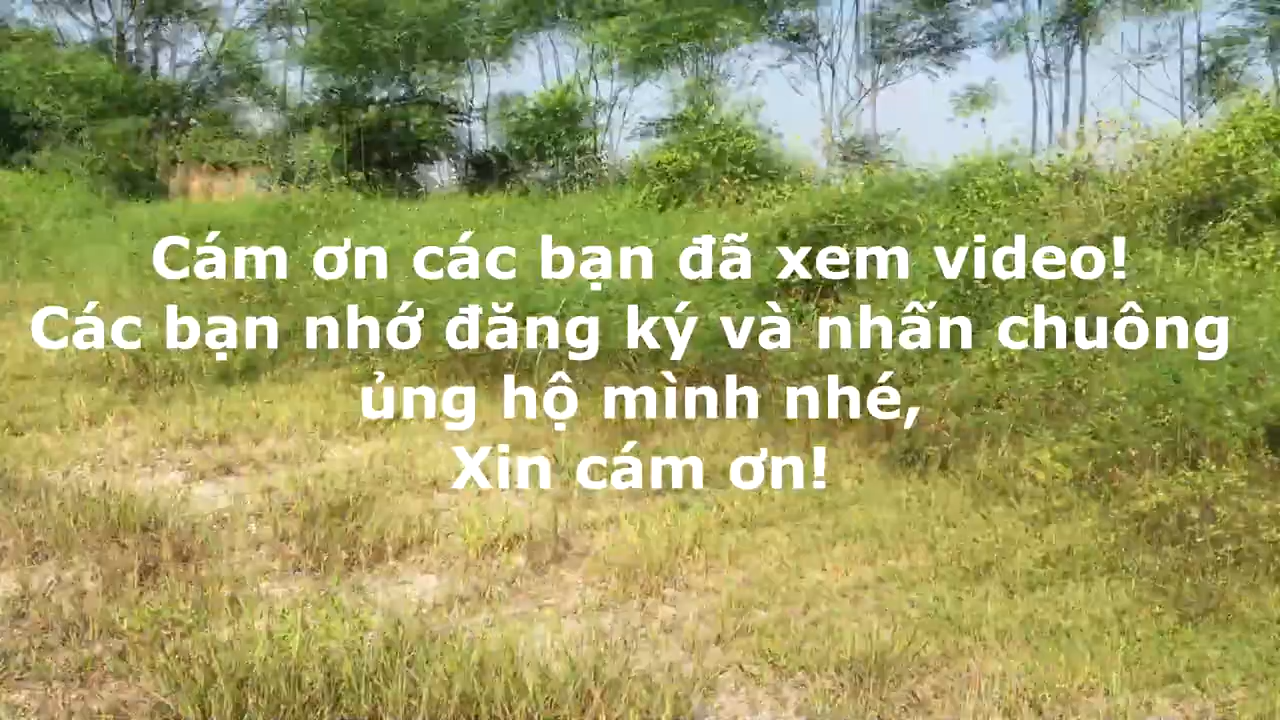 Cám ơn các bạn đã xem video!
Các bạn nhớ đăng ký và nhấn chuông
ủng hộ mình nhé,
Xin cám ơn!